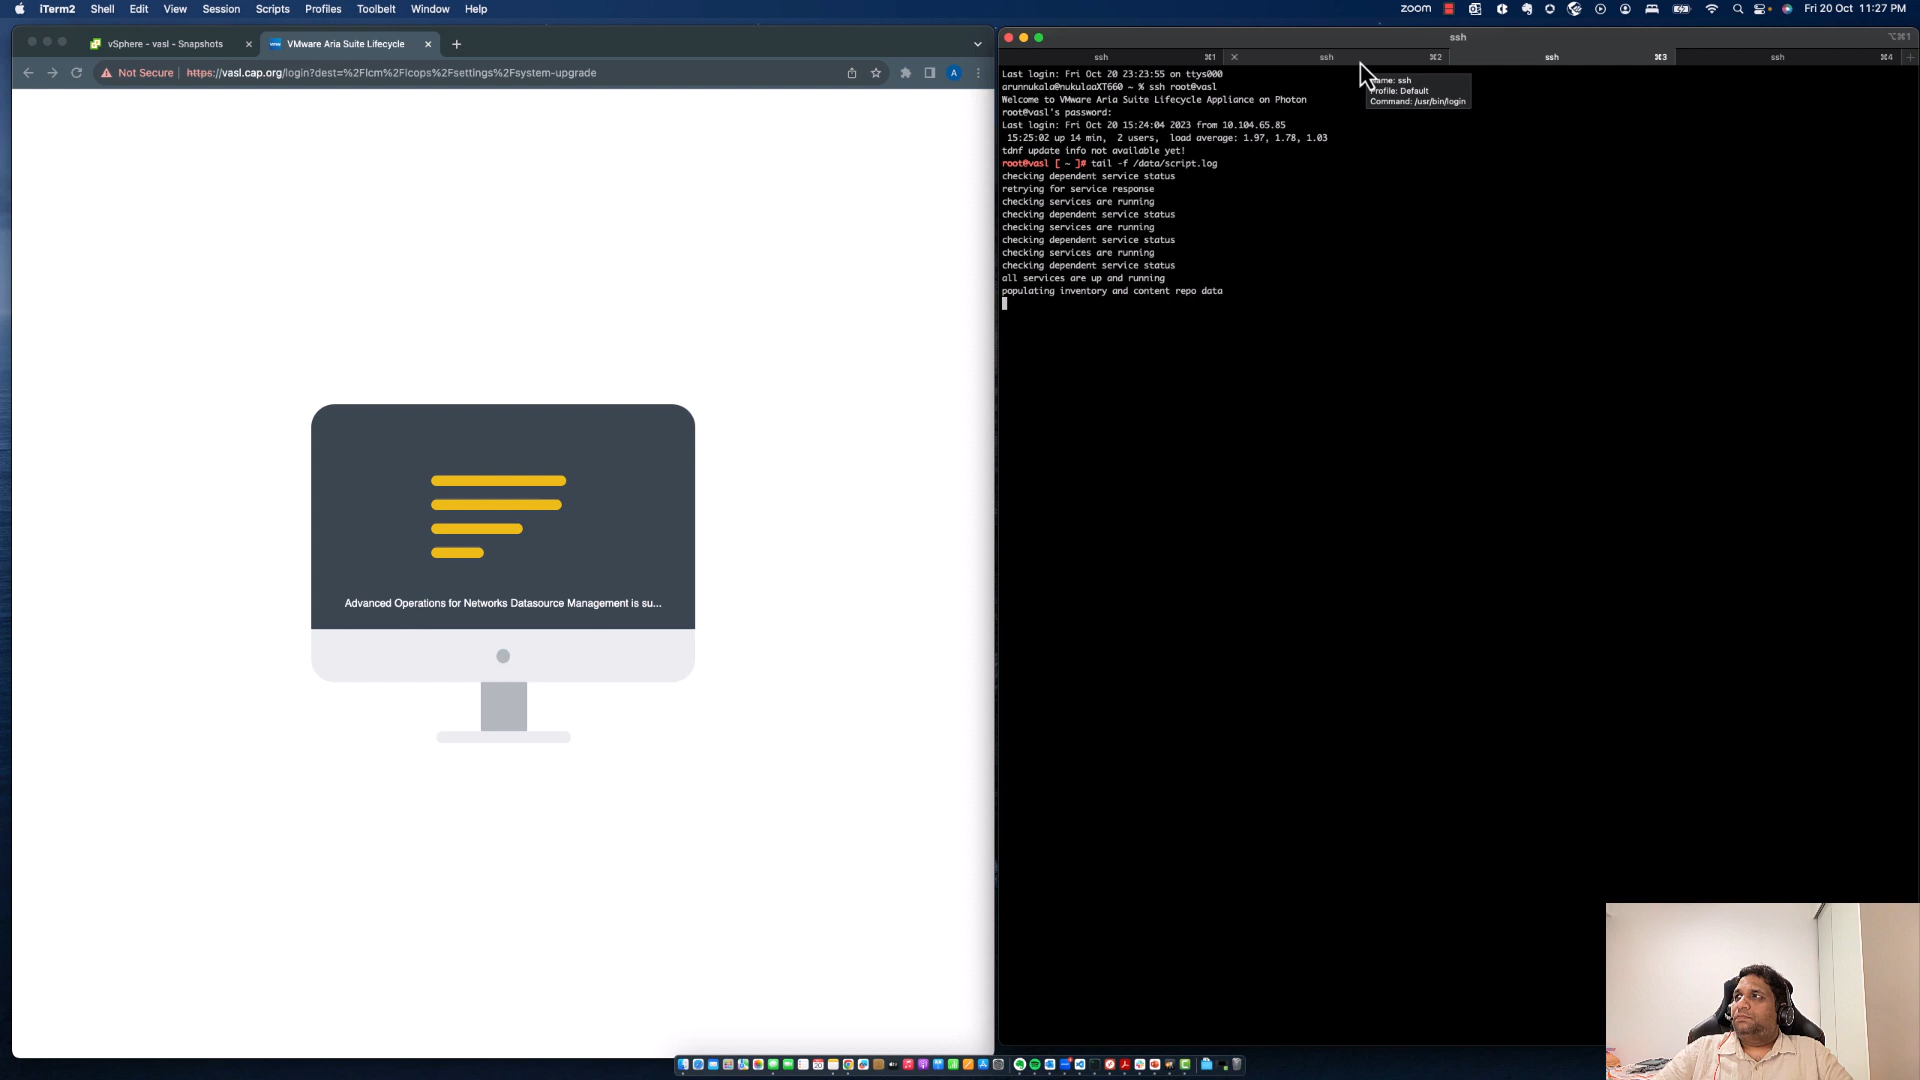 iTerm2 Shell Edit View Session Scripts Profiles Toolbelt Window Help
zoom Fri 20 Oct 11:27 PM
vSphere - vasl - Snapshots
VMware Aria Suite Lifecycle
Not Secure https://vasl.cap.org/login?dest=%2Flcm%2Flcops%2Fsettings%2Fsystem-upgrade
Advanced Operations for Networks Datasource Management is su...
ssh
⌥⌘1
ssh ⌘1
ssh ⌘2
ssh ⌘3
ssh ⌘4
Last login: Fri Oct 20 23:23:55 on ttys000
arunnukala@nukulaaXT660 ~ % ssh root@vasl
Welcome to VMware Aria Suite Lifecycle Appliance on Photon
root@vasl's password:
Last login: Fri Oct 20 15:24:04 2023 from 10.104.65.85
15:25:02 up 14 min, 2 users, load average: 1.97, 1.78, 1.03
tdnf update info not available yet!
root@vasl [ ~ ]# tail -f /data/script.log
checking dependent service status
retrying for service response
checking services are running
checking dependent service status
checking services are running
checking dependent service status
checking services are running
checking dependent service status
all services are up and running
populating inventory and content repo data
Name: ssh
Profile: Default
Command: /usr/bin/login